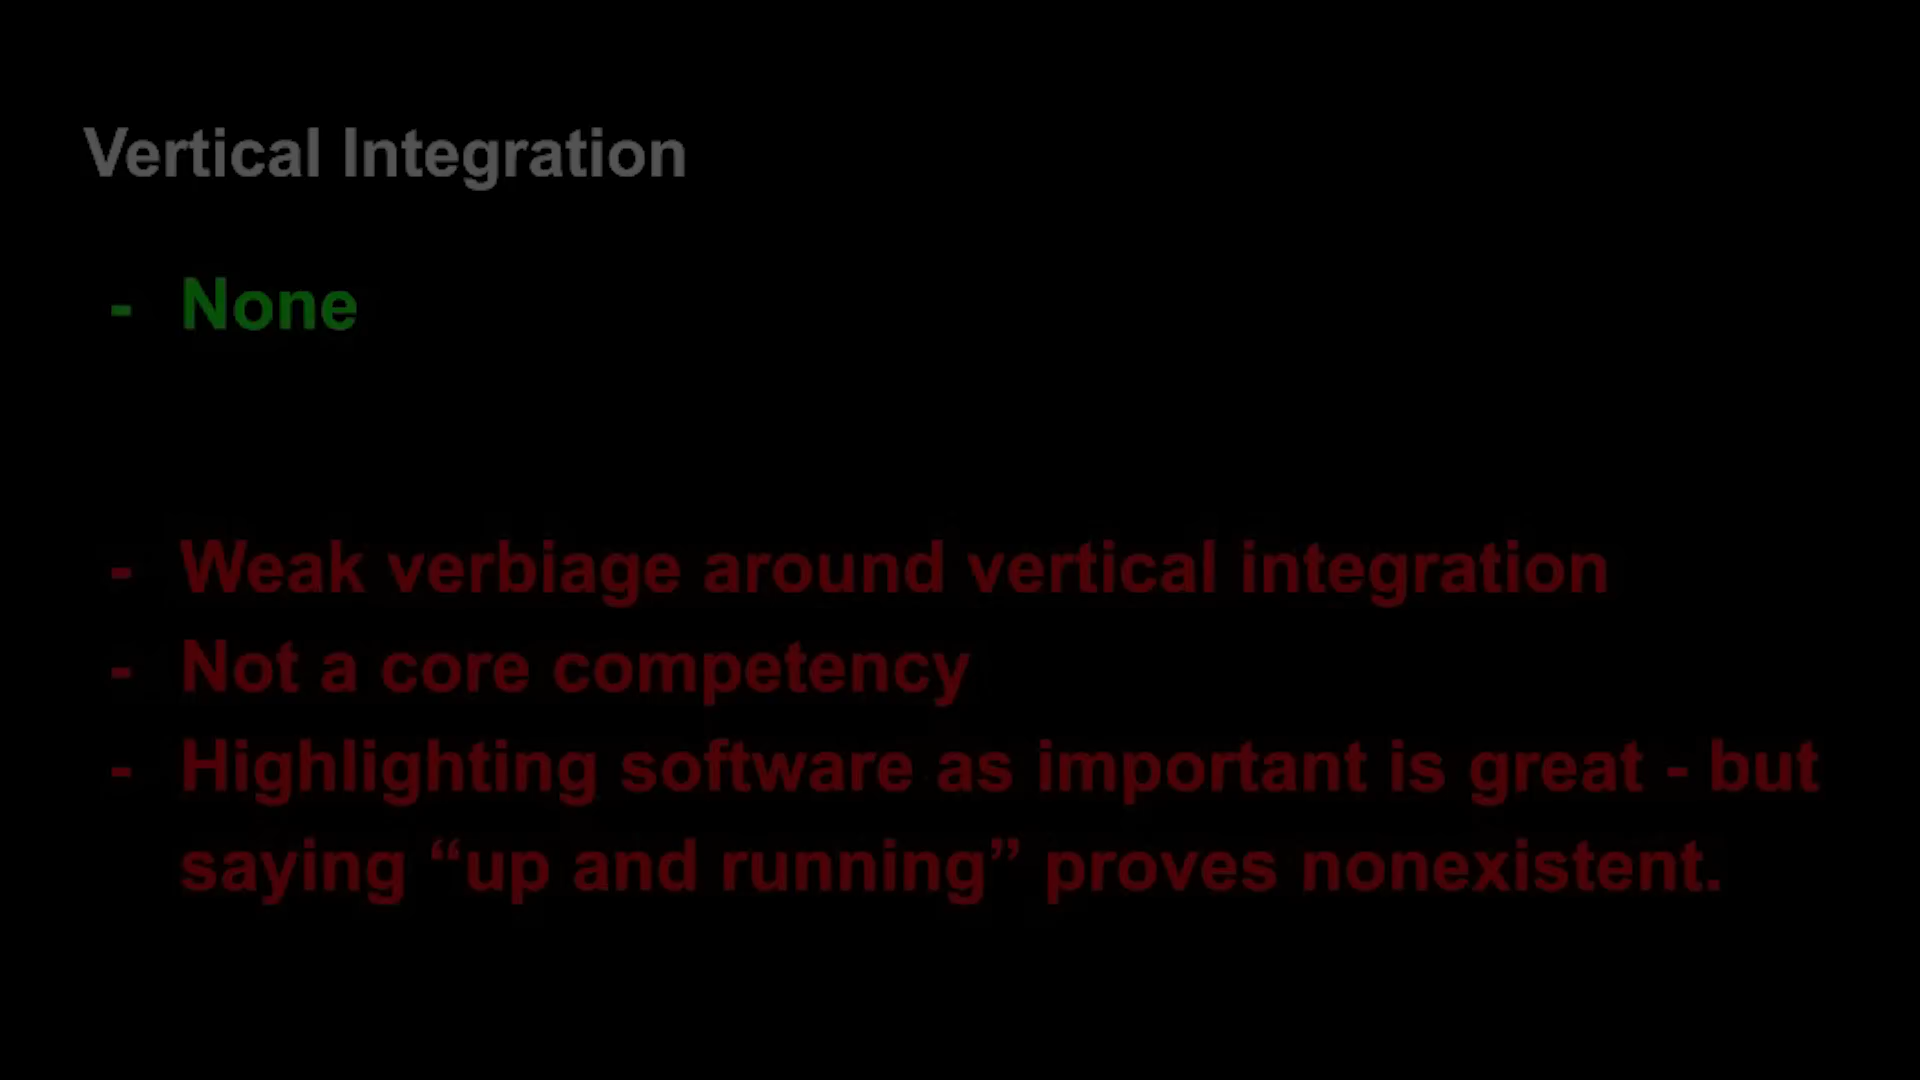 Vertical Integration
- None
- Weak verbiage around vertical integration
- Not a core competency
- Highlighting software as important is great - but
saying “up and running” proves nonexistent.